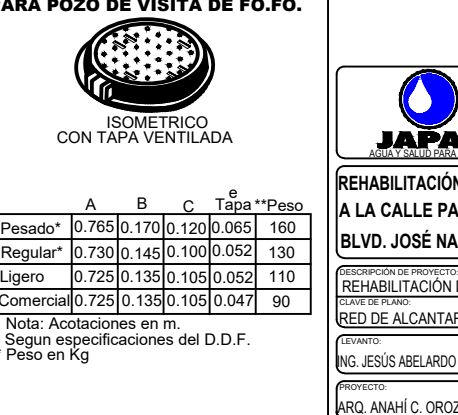 PARA POZO DE VISITA DE FO.FO.
ISOMETRICO
CON TAPA VENTILADA
A B C e Tapa **Peso
Pesado* 0.765 0.170 0.120 0.065 160
Regular* 0.730 0.145 0.100 0.052 130
Ligero 0.725 0.135 0.105 0.052 110
Comercial 0.725 0.135 0.105 0.047 90
Nota: Acotaciones en m.
Segun especificaciones del D.D.F.
* Peso en Kg
JAPA
AGUA Y SALUD PARA
REHABILITACIÓN
A LA CALLE PA
BLVD. JOSÉ NA
DESCRIPCIÓN DE PROYECTO:
REHABILITACIÓN
CLAVE DE PLANO:
RED DE ALCANTAR
LEVANTO:
ING. JESÚS ABELARDO
PROYECTO:
ARQ. ANAHÍ C. OROZ